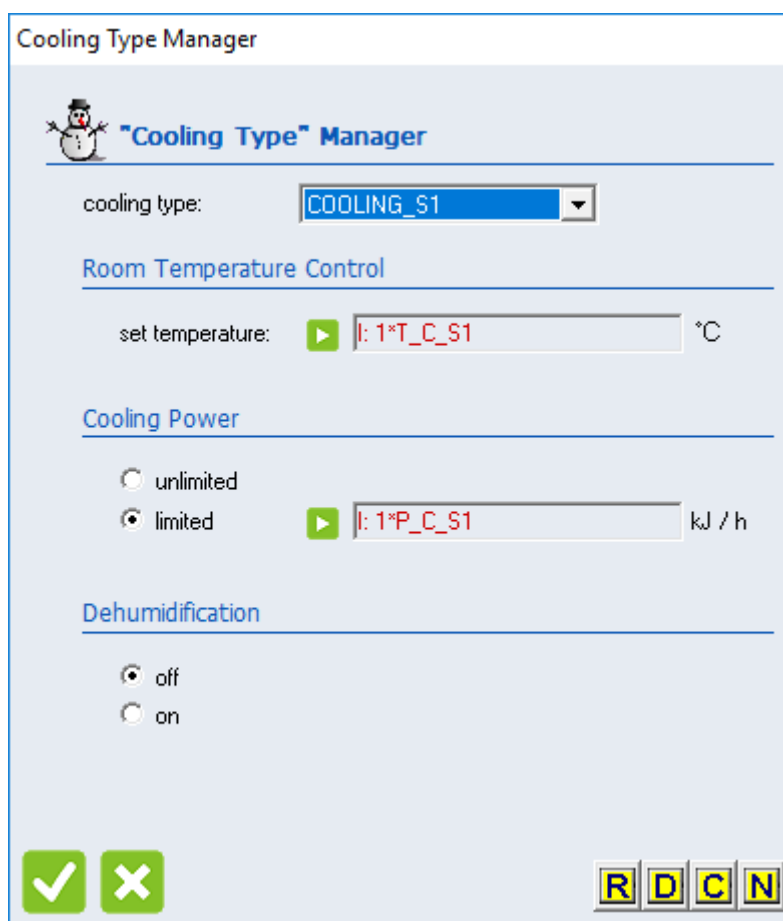 Cooling Type Manager
"Cooling Type" Manager
cooling type: COOLING_S1
Room Temperature Control
set temperature: I: 1*T_C_S1 °C
Cooling Power
unlimited
limited I: 1*P_C_S1 kJ / h
Dehumidification
off
on
R D C N